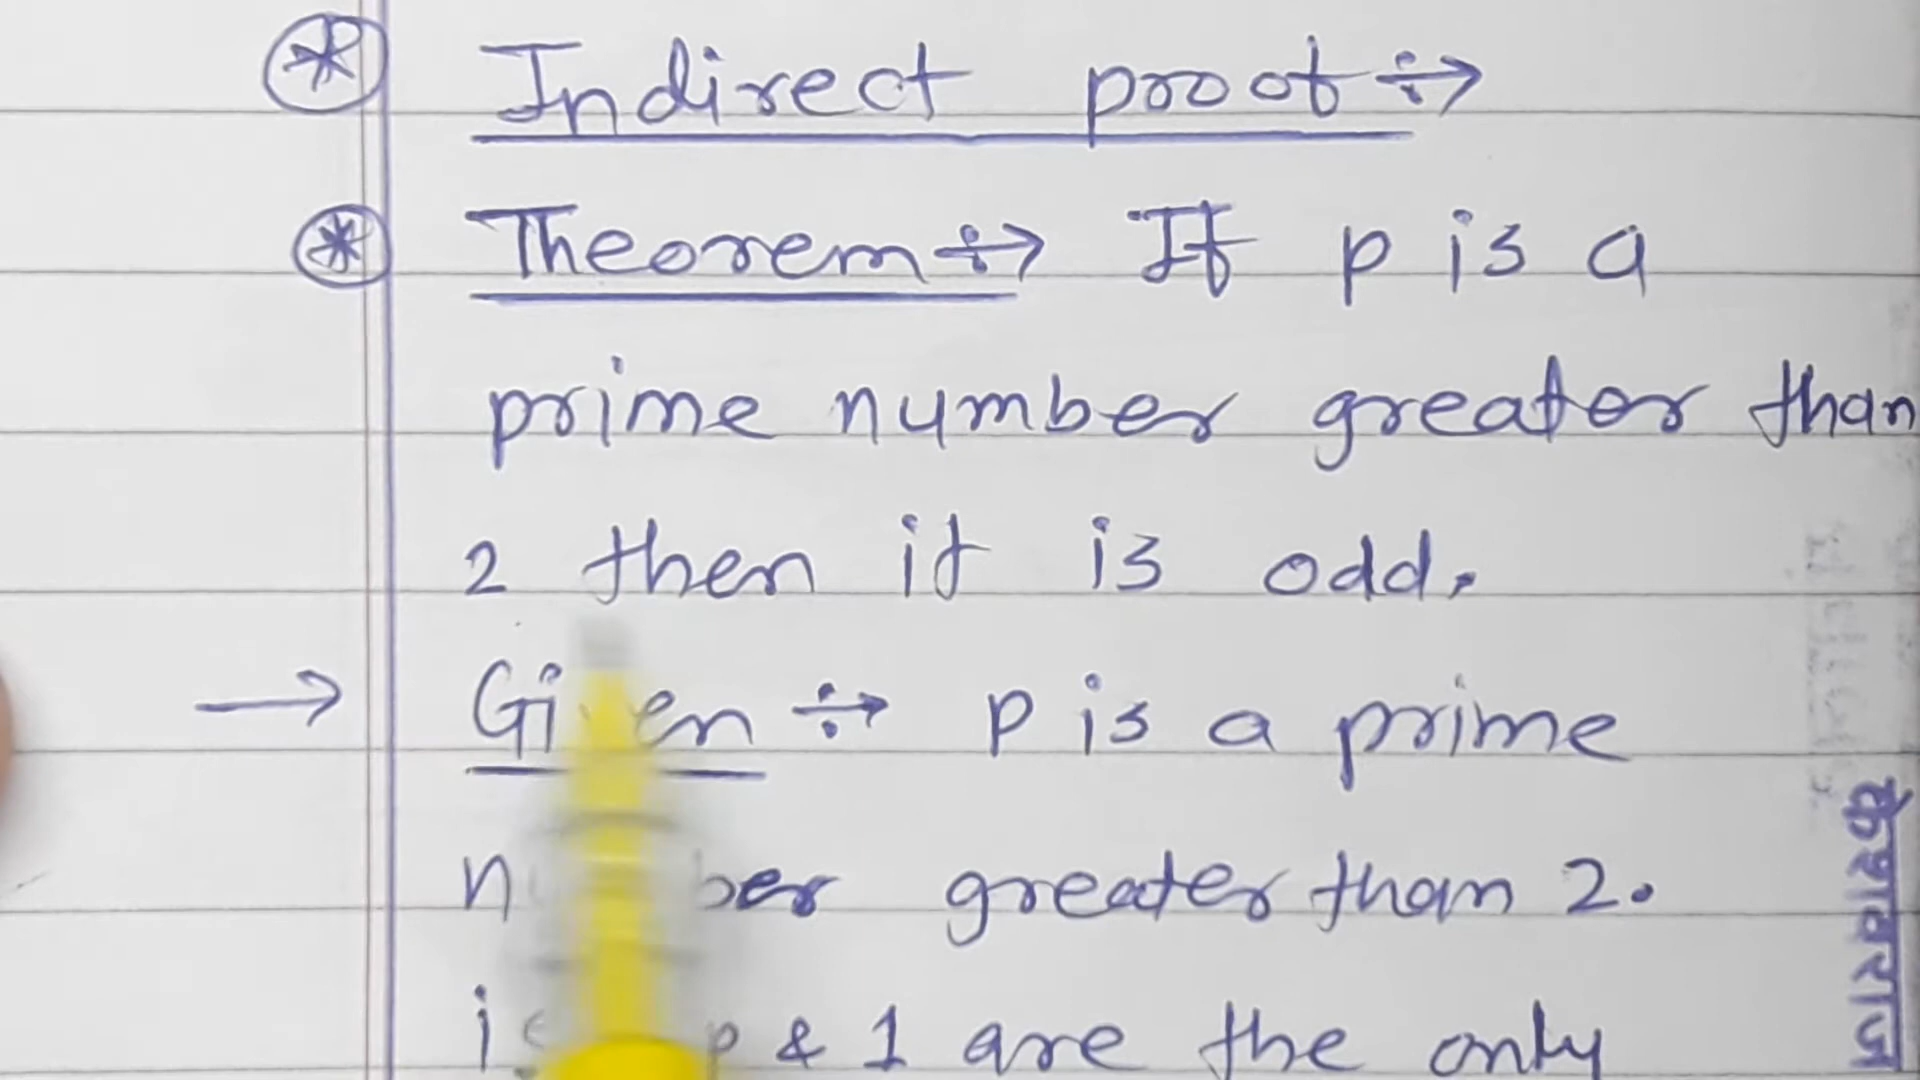 Indirect proof ÷→
Theorem ÷→ If p is a
prime number greater than
2 then it is odd.
→ Given ÷→ p is a prime
greater than 2.
p & 1 are the only
केशवराज